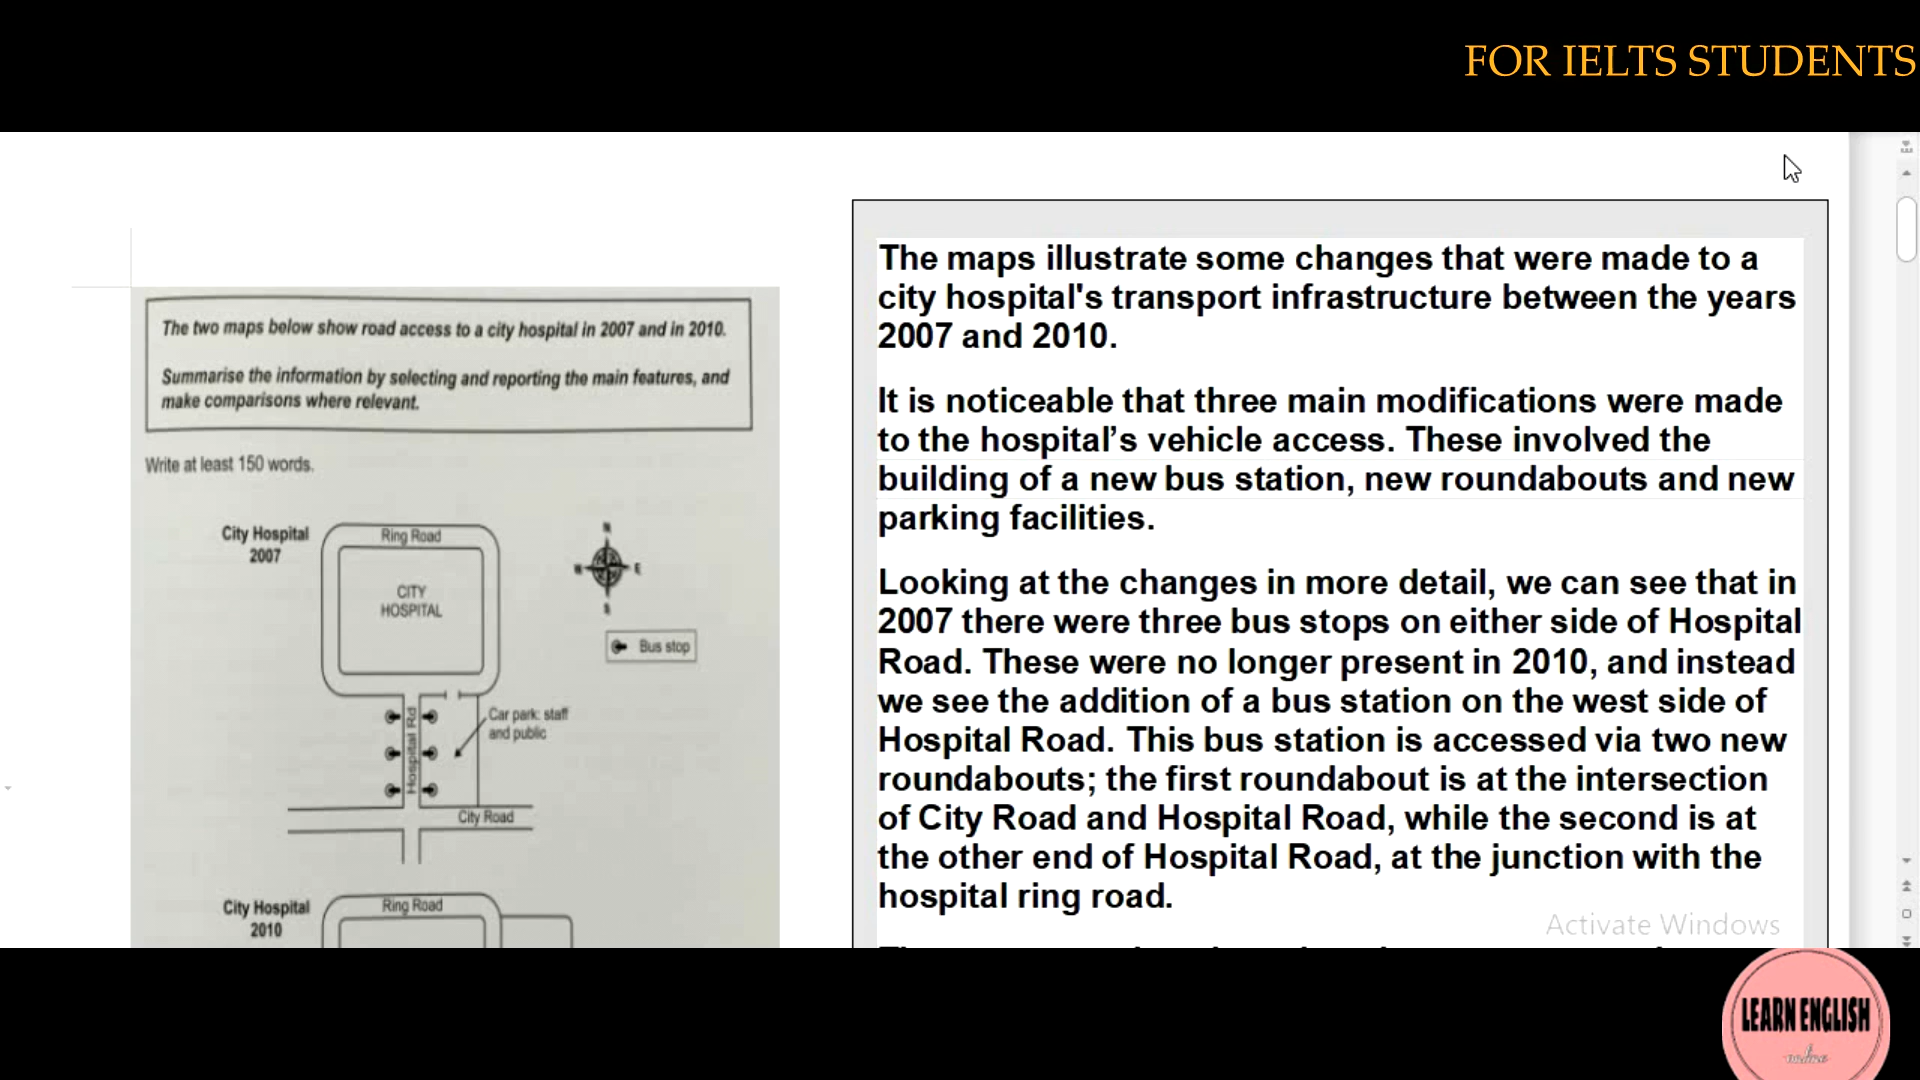 FOR IELTS STUDENTS
The two maps below show road access to a city hospital in 2007 and in 2010.
Summarise the information by selecting and reporting the main features, and
make comparisons where relevant.
Write at least 150 words.
City Hospital
2007
Ring Road
CITY
HOSPITAL
N
W
E
S
Bus stop
Hospital Rd
Car park: staff
and public
City Road
City Hospital
2010
Ring Road
The maps illustrate some changes that were made to a
city hospital's transport infrastructure between the years
2007 and 2010.
It is noticeable that three main modifications were made
to the hospital’s vehicle access. These involved the
building of a new bus station, new roundabouts and new
parking facilities.
Looking at the changes in more detail, we can see that in
2007 there were three bus stops on either side of Hospital
Road. These were no longer present in 2010, and instead
we see the addition of a bus station on the west side of
Hospital Road. This bus station is accessed via two new
roundabouts; the first roundabout is at the intersection
of City Road and Hospital Road, while the second is at
the other end of Hospital Road, at the junction with the
hospital ring road.
Activate Windows
LEARN ENGLISH